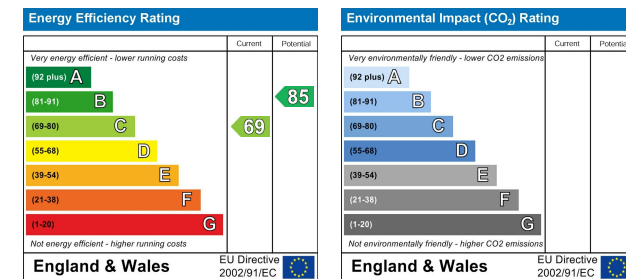 Energy Efficiency Rating
Current Potential
Very energy efficient - lower running costs
(92 plus) A
(81-91) B
85
(69-80) C
69
(55-68) D
(39-54) E
(21-38) F
(1-20) G
Not energy efficient - higher running costs
England & Wales
EU Directive
2002/91/EC
Environmental Impact (CO2) Rating
Current Potential
Very environmentally friendly - lower CO2 emissions
(92 plus) A
(81-91) B
(69-80) C
(55-68) D
(39-54) E
(21-38) F
(1-20) G
Not environmentally friendly - higher CO2 emissions
England & Wales
EU Directive
2002/91/EC